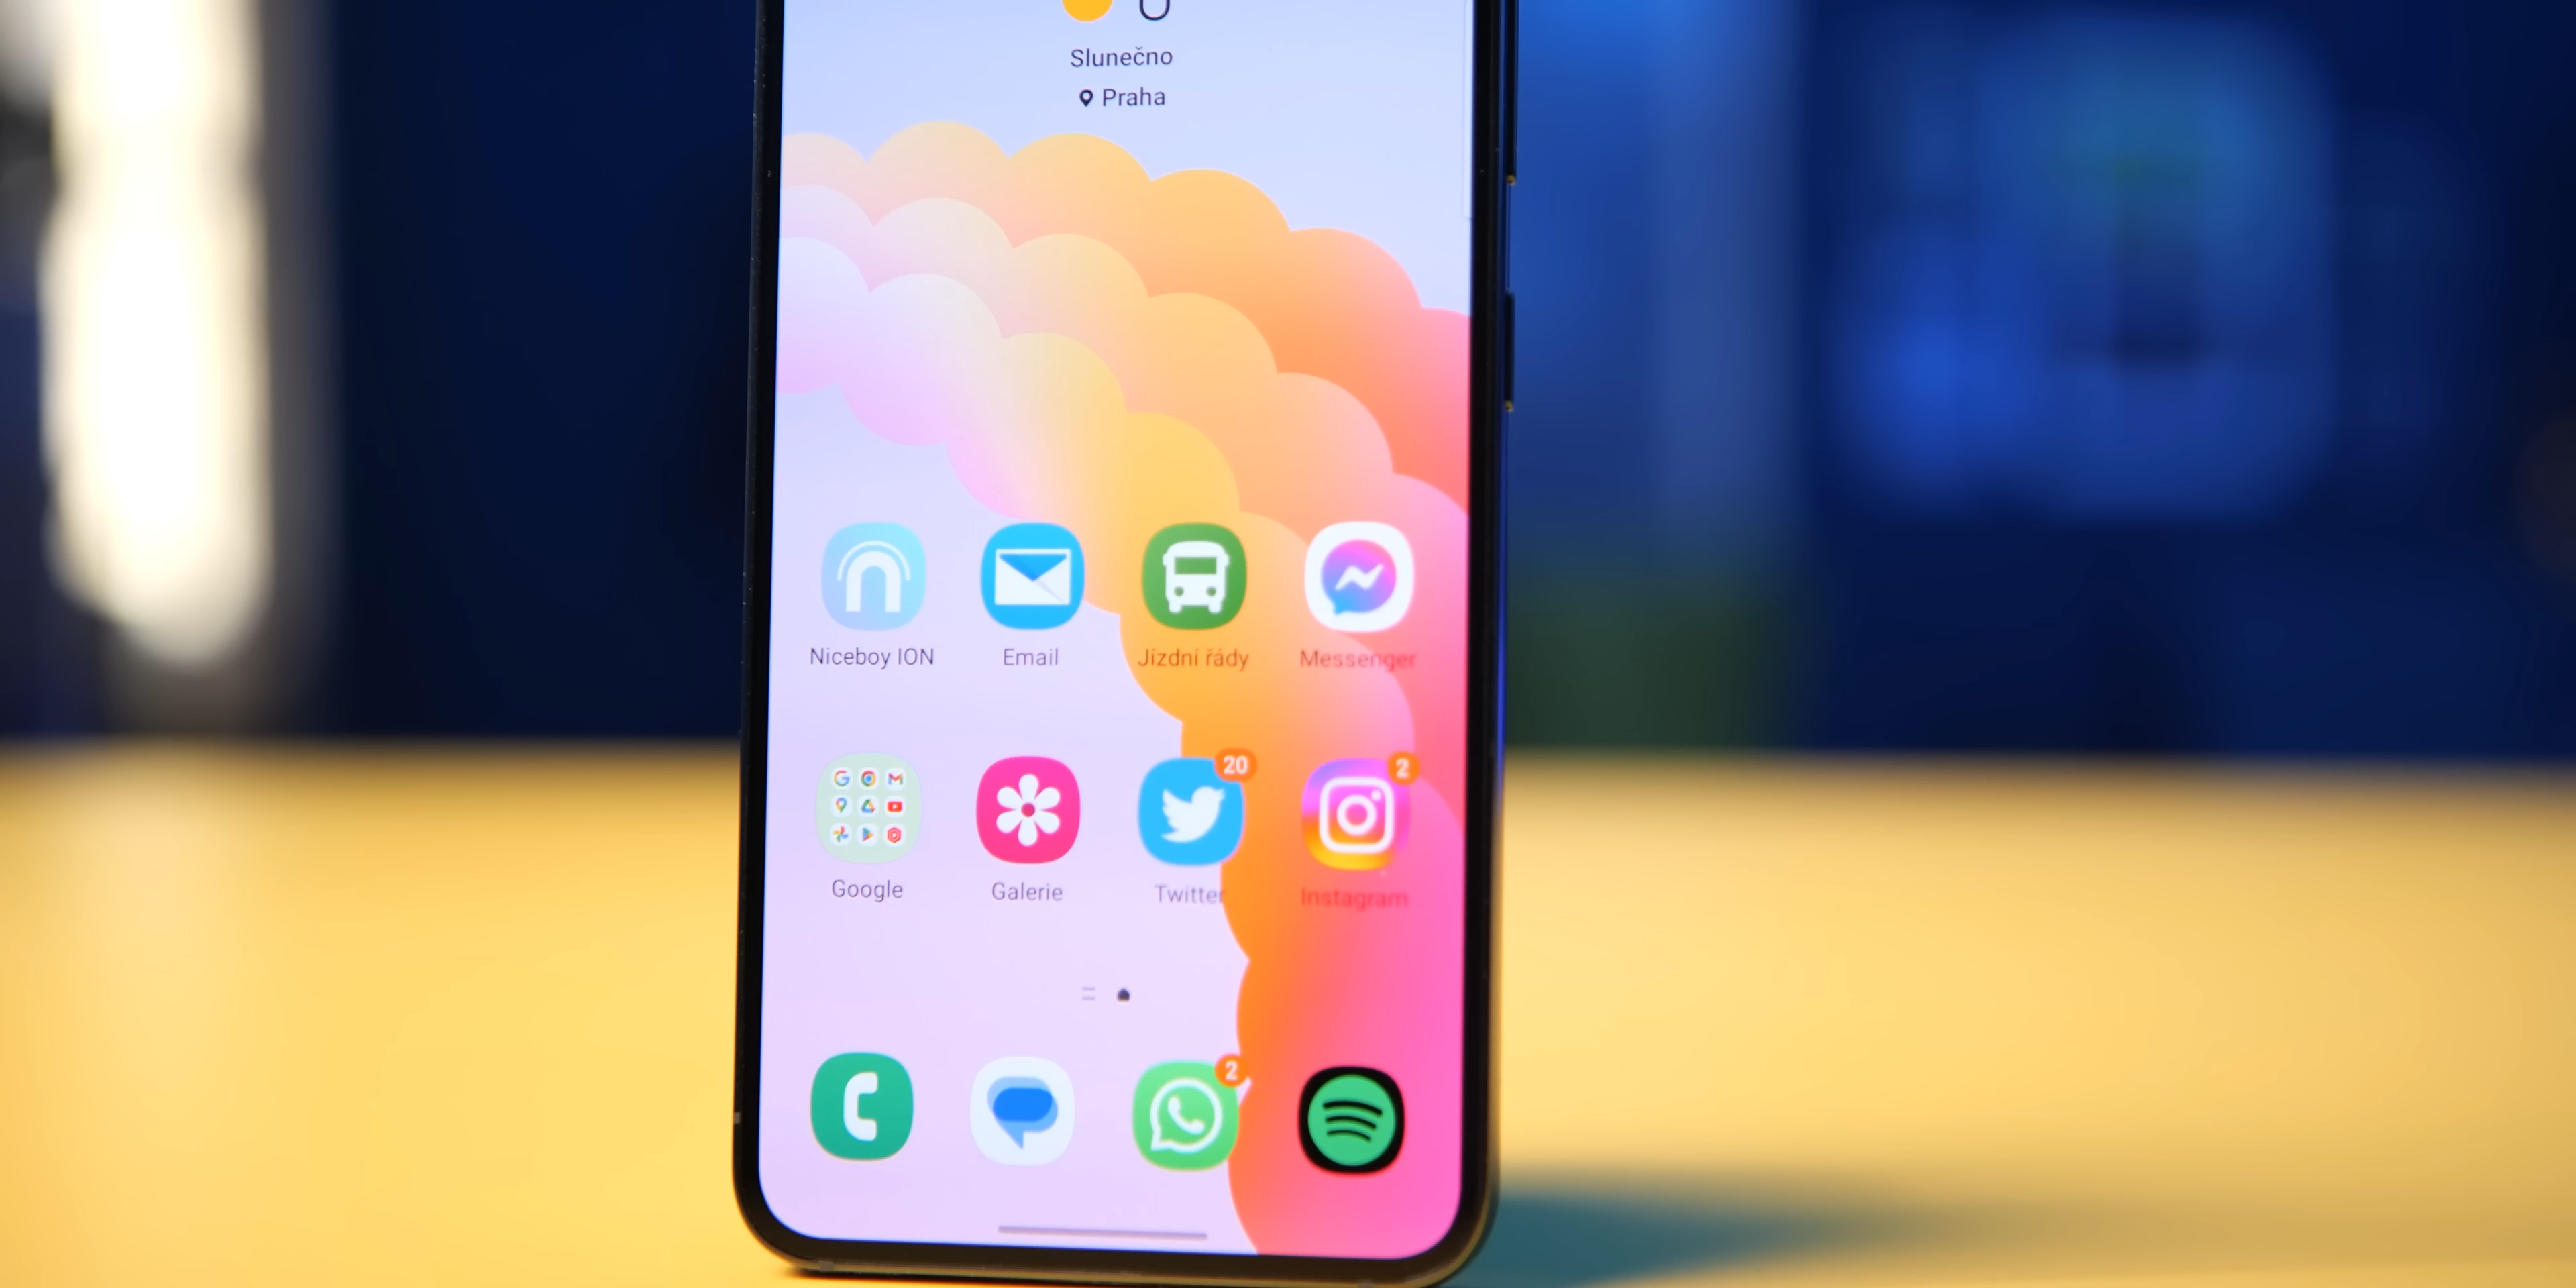 Slunečno
Praha
Niceboy ION
Email
Jízdní řády
Messenger
20
2
Google
Galerie
Twitter
Instagram
2